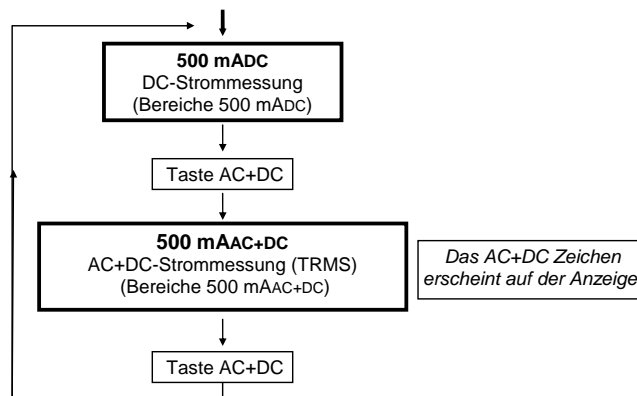 500 mADC
DC-Strommessung
(Bereiche 500 mADC)
Taste AC+DC
500 mAAC+DC
AC+DC-Strommessung (TRMS)
(Bereiche 500 mAAC+DC)
Das AC+DC Zeichen
erscheint auf der Anzeige
Taste AC+DC